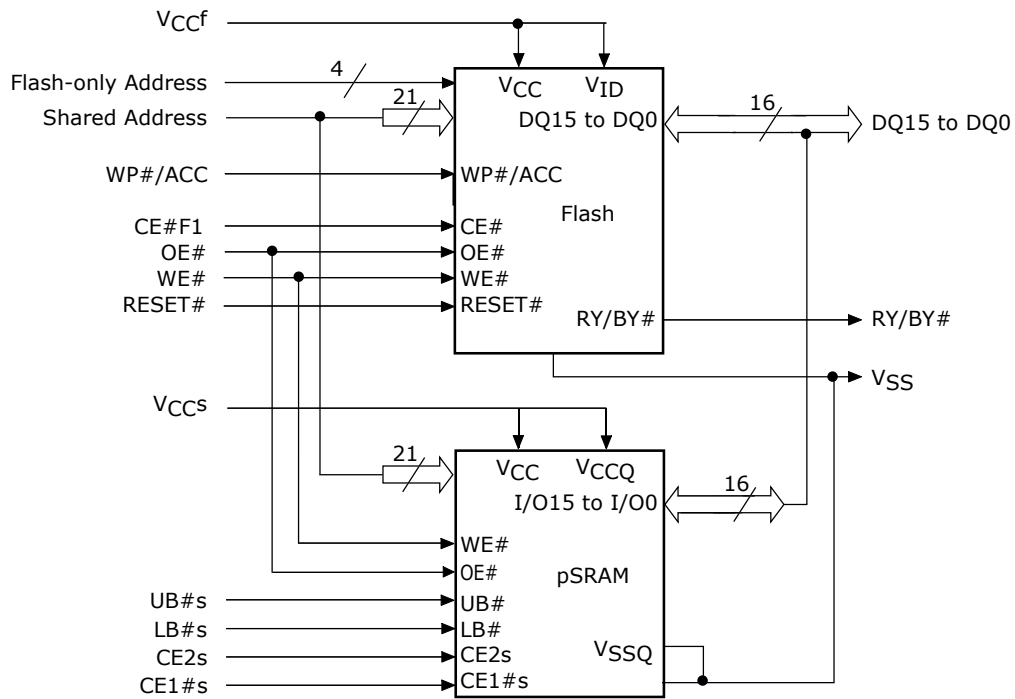 VCCf
Flash-only Address
4
VCC
VID
Shared Address
21
DQ15 to DQ0
16
DQ15 to DQ0
WP#/ACC
WP#/ACC
Flash
CE#F1
CE#
OE#
OE#
WE#
WE#
RESET#
RESET#
RY/BY#
RY/BY#
VSS
VCCs
21
VCC
VCCQ
I/O15 to I/O0
16
WE#
OE#
pSRAM
UB#s
UB#
LB#s
LB#
CE2s
CE2s
VSSQ
CE1#s
CE1#s